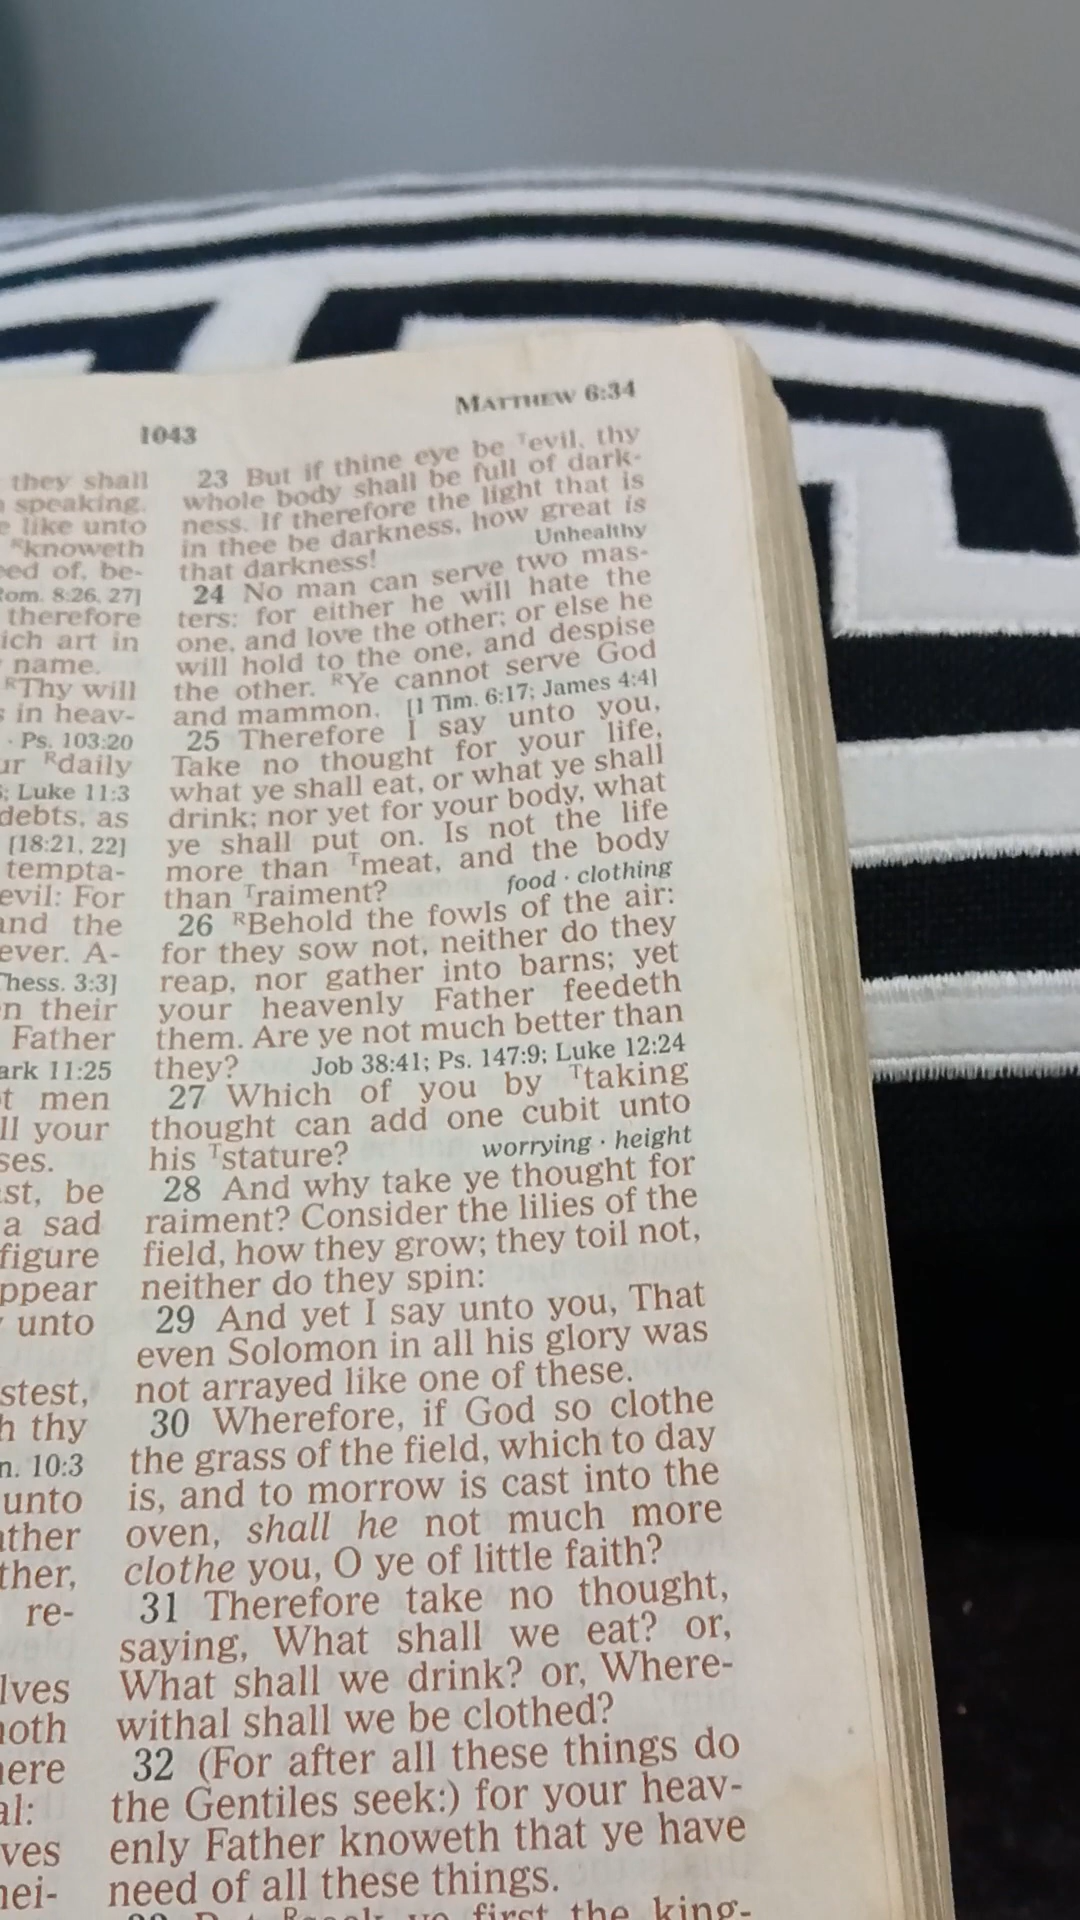 1043
MATTHEW 6:34
they shall
speaking.
like unto
ᴿknoweth
eed of, be-
Rom. 8:26, 27]
therefore
ich art in
name.
ᴿThy will
s in heav-
· Ps. 103:20
ur ᴿdaily
; Luke 11:3
debts, as
[18:21, 22]
tempta-
evil: For
and the
ever. A-
Thess. 3:3]
n their
Father
ark 11:25
t men
ll your
ses.
st, be
a sad
figure
ppear
unto
stest,
h thy
n. 10:3
unto
ather
ther,
re-
lves
noth
here
al:
ves
nei-
23 But if thine eye be ᵀevil, thy
whole body shall be full of dark-
ness. If therefore the light that is
in thee be darkness, how great is
that darkness! Unhealthy
24 No man can serve two mas-
ters: for either he will hate the
one, and love the other; or else he
will hold to the one, and despise
the other. ᴿYe cannot serve God
and mammon. [1 Tim. 6:17; James 4:4]
25 Therefore I say unto you,
Take no thought for your life,
what ye shall eat, or what ye shall
drink; nor yet for your body, what
ye shall put on. Is not the life
more than ᵀmeat, and the body
than ᵀraiment? food · clothing
26 ᴿBehold the fowls of the air:
for they sow not, neither do they
reap, nor gather into barns; yet
your heavenly Father feedeth
them. Are ye not much better than
they? Job 38:41; Ps. 147:9; Luke 12:24
27 Which of you by ᵀtaking
thought can add one cubit unto
his ᵀstature? worrying · height
28 And why take ye thought for
raiment? Consider the lilies of the
field, how they grow; they toil not,
neither do they spin:
29 And yet I say unto you, That
even Solomon in all his glory was
not arrayed like one of these.
30 Wherefore, if God so clothe
the grass of the field, which to day
is, and to morrow is cast into the
oven, shall he not much more
clothe you, O ye of little faith?
31 Therefore take no thought,
saying, What shall we eat? or,
What shall we drink? or, Where-
withal shall we be clothed?
32 (For after all these things do
the Gentiles seek:) for your heav-
enly Father knoweth that ye have
need of all these things.
first the king-